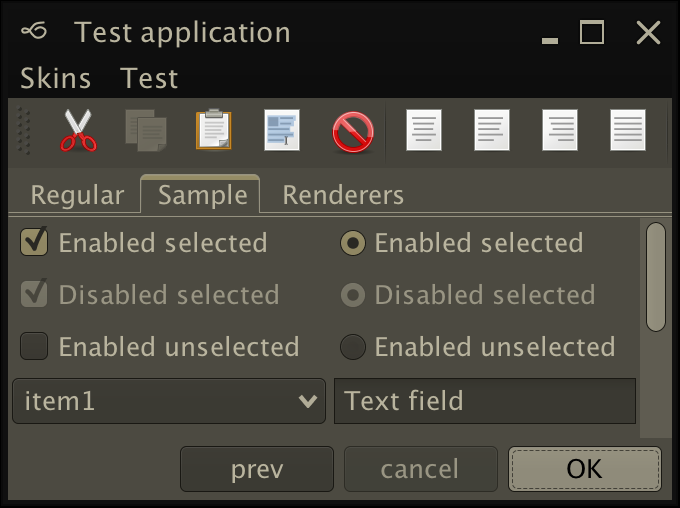 Test application
Skins Test
Regular Sample Renderers
Enabled selected Enabled selected
Disabled selected Disabled selected
Enabled unselected Enabled unselected
item1 Text field
prev cancel OK